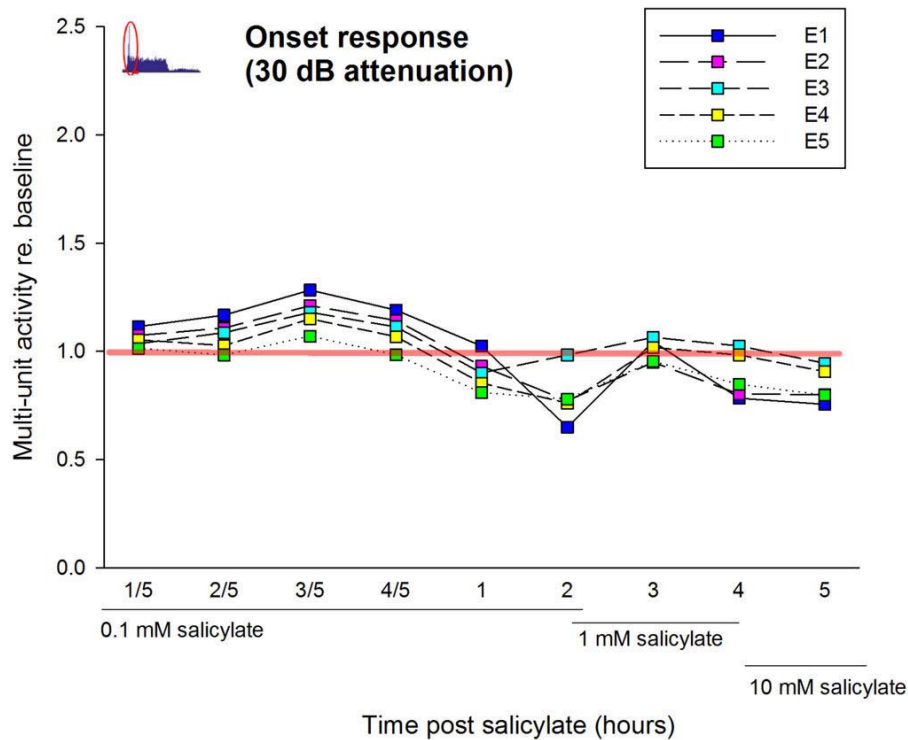 2.5
Onset response
(30 dB attenuation)
E1
E2
E3
E4
E5
2.0
1.5
1.0
0.5
0.0
Multi-unit activity re. baseline
1/5 2/5 3/5 4/5 1 2 3 4 5
0.1 mM salicylate
1 mM salicylate
10 mM salicylate
Time post salicylate (hours)